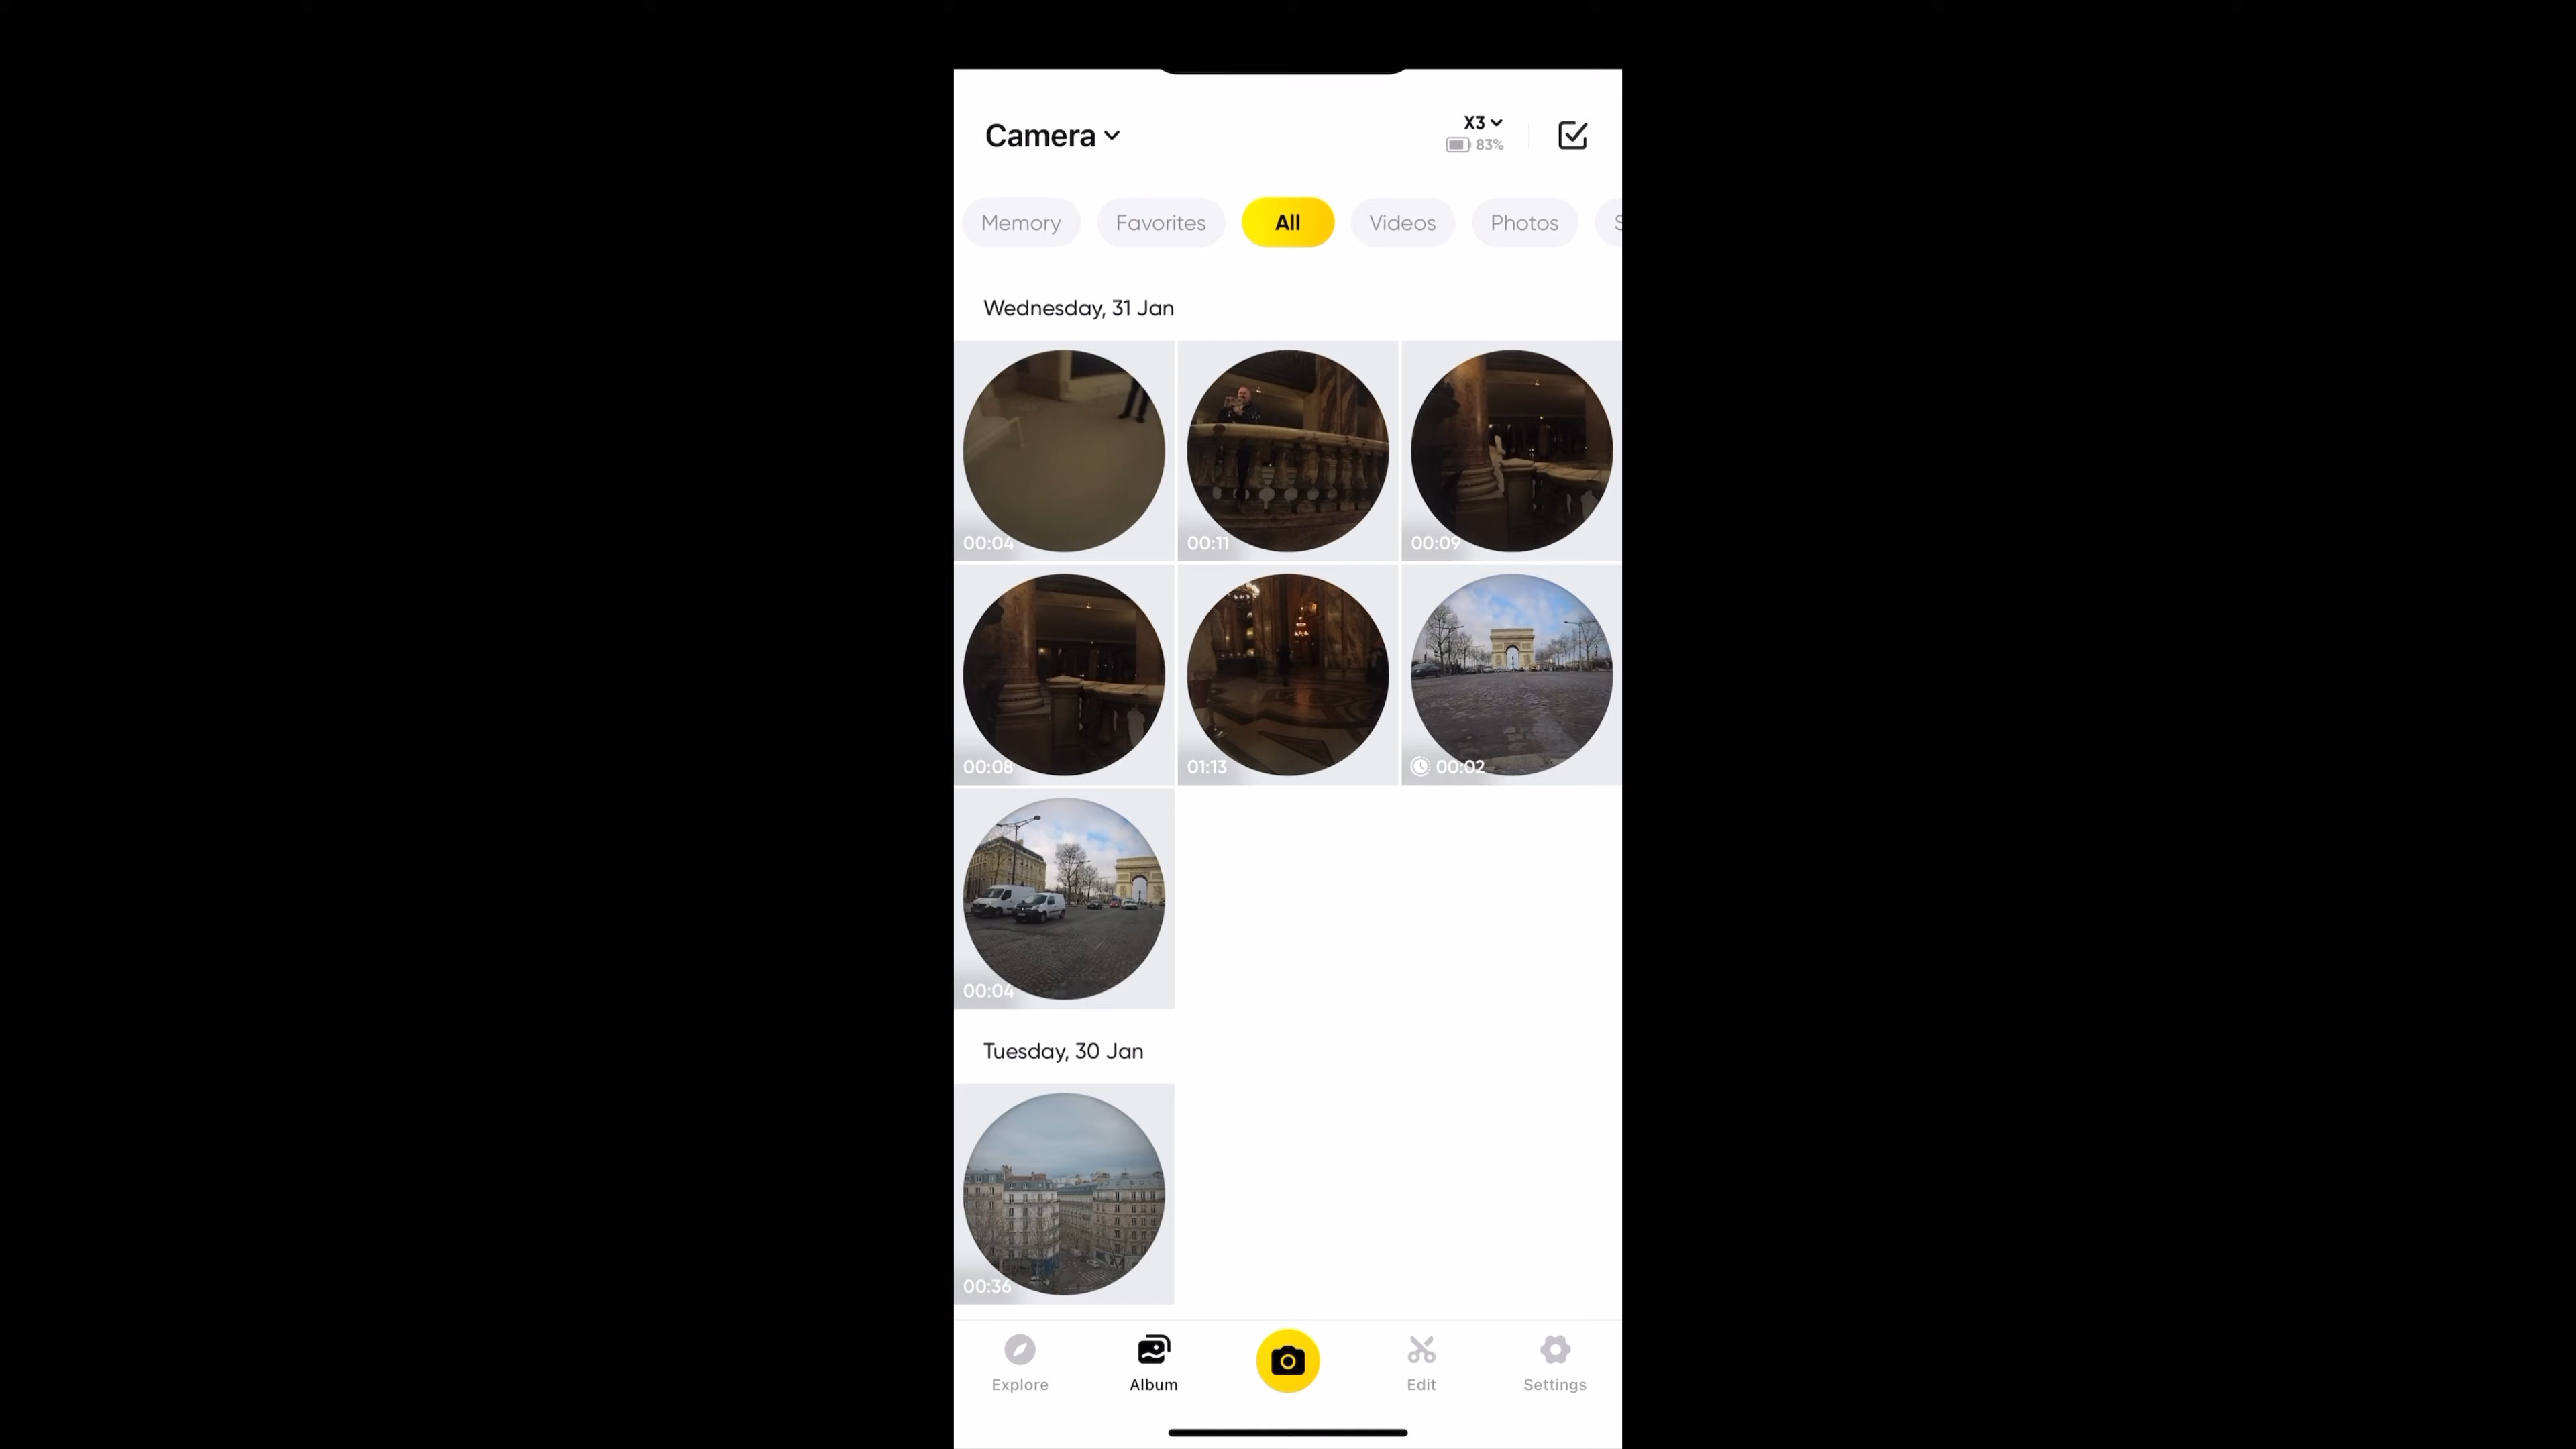 Camera
X3
83%
Memory Favorites All Videos Photos
Wednesday, 31 Jan
00:04 00:11 00:09
00:08 01:13 00:02
00:04
Tuesday, 30 Jan
00:36
Explore Album Edit Settings